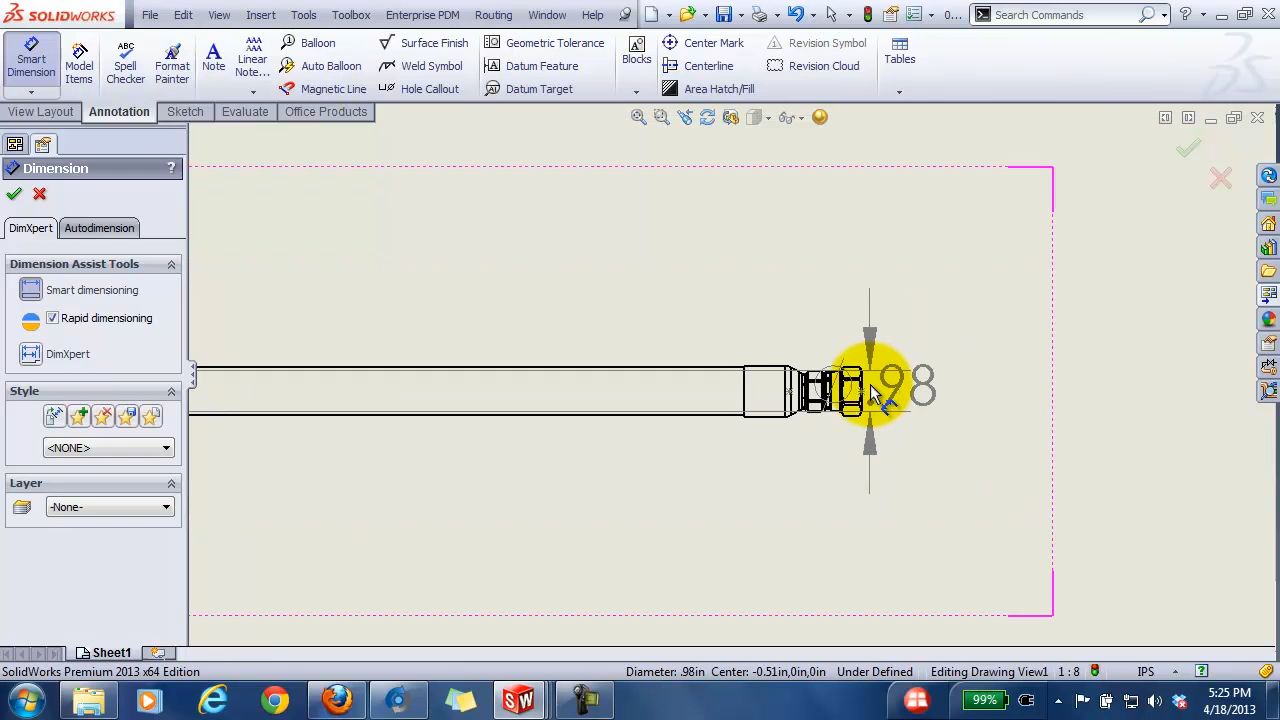 SOLIDWORKS File Edit View Insert Tools Toolbox Enterprise PDM Routing Window Help 0... Search Commands ?
Smart Dimension
Model Items
Spell Checker
Format Painter
Note
Linear Note...
Balloon
Auto Balloon
Magnetic Line
Surface Finish
Weld Symbol
Hole Callout
Geometric Tolerance
Datum Feature
Datum Target
Blocks
Center Mark
Centerline
Area Hatch/Fill
Revision Symbol
Revision Cloud
Tables
View Layout Annotation Sketch Evaluate Office Products
Dimension ?
DimXpert Autodimension
Dimension Assist Tools
Smart dimensioning
Rapid dimensioning
DimXpert
Style
<NONE>
Layer
-None-
.98
Sheet1
SolidWorks Premium 2013 x64 Edition Diameter: .98in Center: -0.51in,0in,0in Under Defined Editing Drawing View1 1 : 8 IPS ?
99% 5:25 PM
4/18/2013